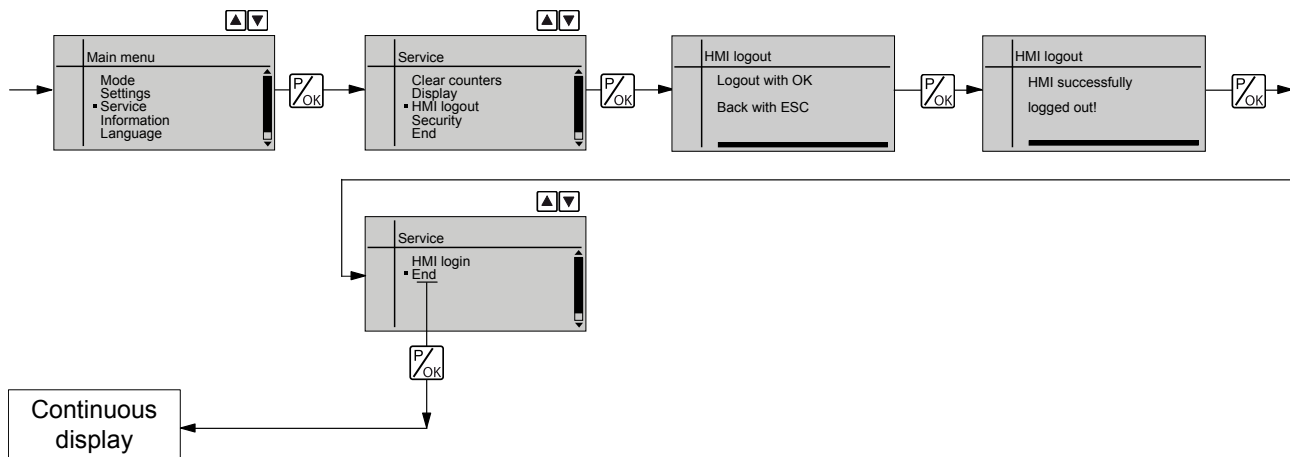 Main menu
Mode
Settings
Service
Information
Language
P/OK
Service
Clear counters
Display
HMI logout
Security
End
P/OK
HMI logout
Logout with OK
Back with ESC
P/OK
HMI logout
HMI successfully
logged out!
P/OK
Service
HMI login
End
P/OK
Continuous
display